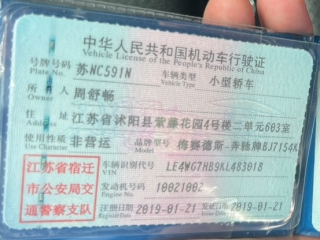 中华人民共和国机动车行驶证
Vehicle License of the People's Republic of China
号牌号码 苏NC591N 车辆类型 小型轿车
Plate No. Vehicle Type
所有人 周舒畅
Owner
住址 江苏省沭阳县紫藤花园4号楼二单元603室
Address
使用性质 非营运 品牌型号 梅赛德斯-奔驰牌BJ7154K
江苏省宿迁
市公安局交
通警察支队
车辆识别代号 LE4WG7HB9KL483018
VIN
发动机号码 10021002
Engine No.
注册日期 2019-01-21 发证日期 2019-01-21
Register Date Issue Date